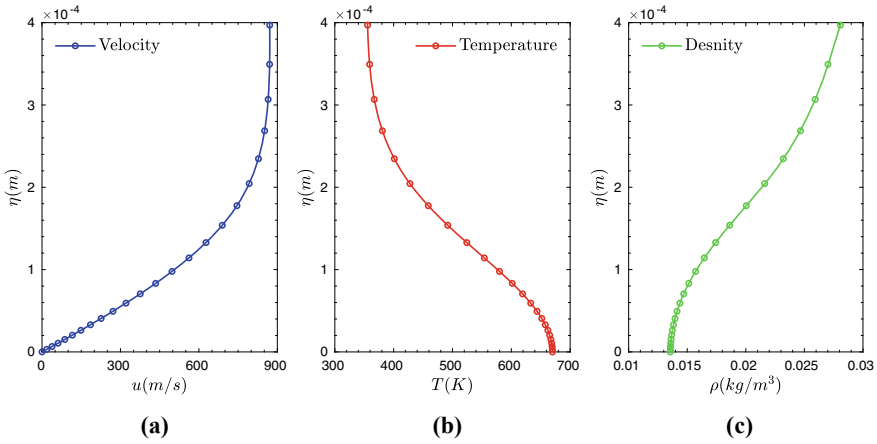 ×10⁻⁴
4
3
2
1
0
η(m)
Velocity
0
300
600
900
u(m/s)
(a)
×10⁻⁴
4
3
2
1
0
η(m)
Temperature
300
400
500
600
700
T(K)
(b)
×10⁻⁴
4
3
2
1
0
η(m)
Desnity
0.01
0.015
0.02
0.025
0.03
ρ(kg/m³)
(c)